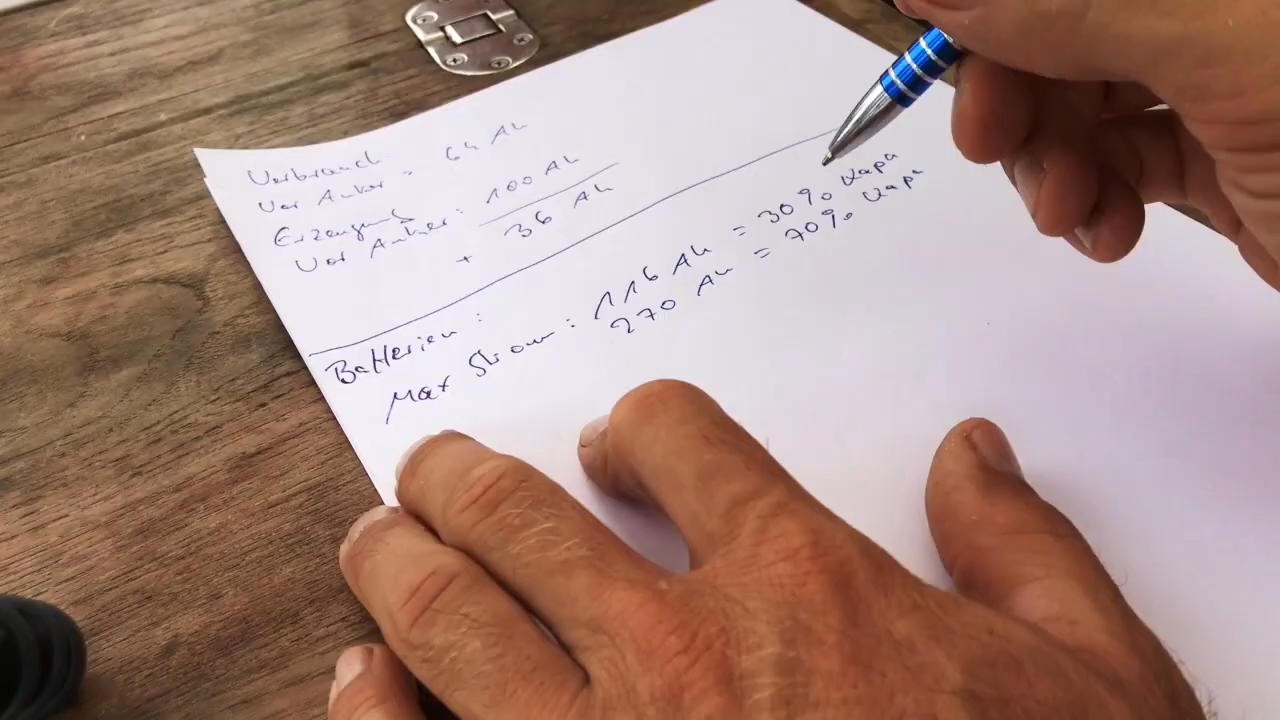 Verbrauch
Vor Anker = 64 Ah
Erzeugung
Vor Anker: 100 Ah
+ 36 Ah
Batterien:
Max Strom: 116 Ah = 30% Kapa
270 Ah = 70% Kapa